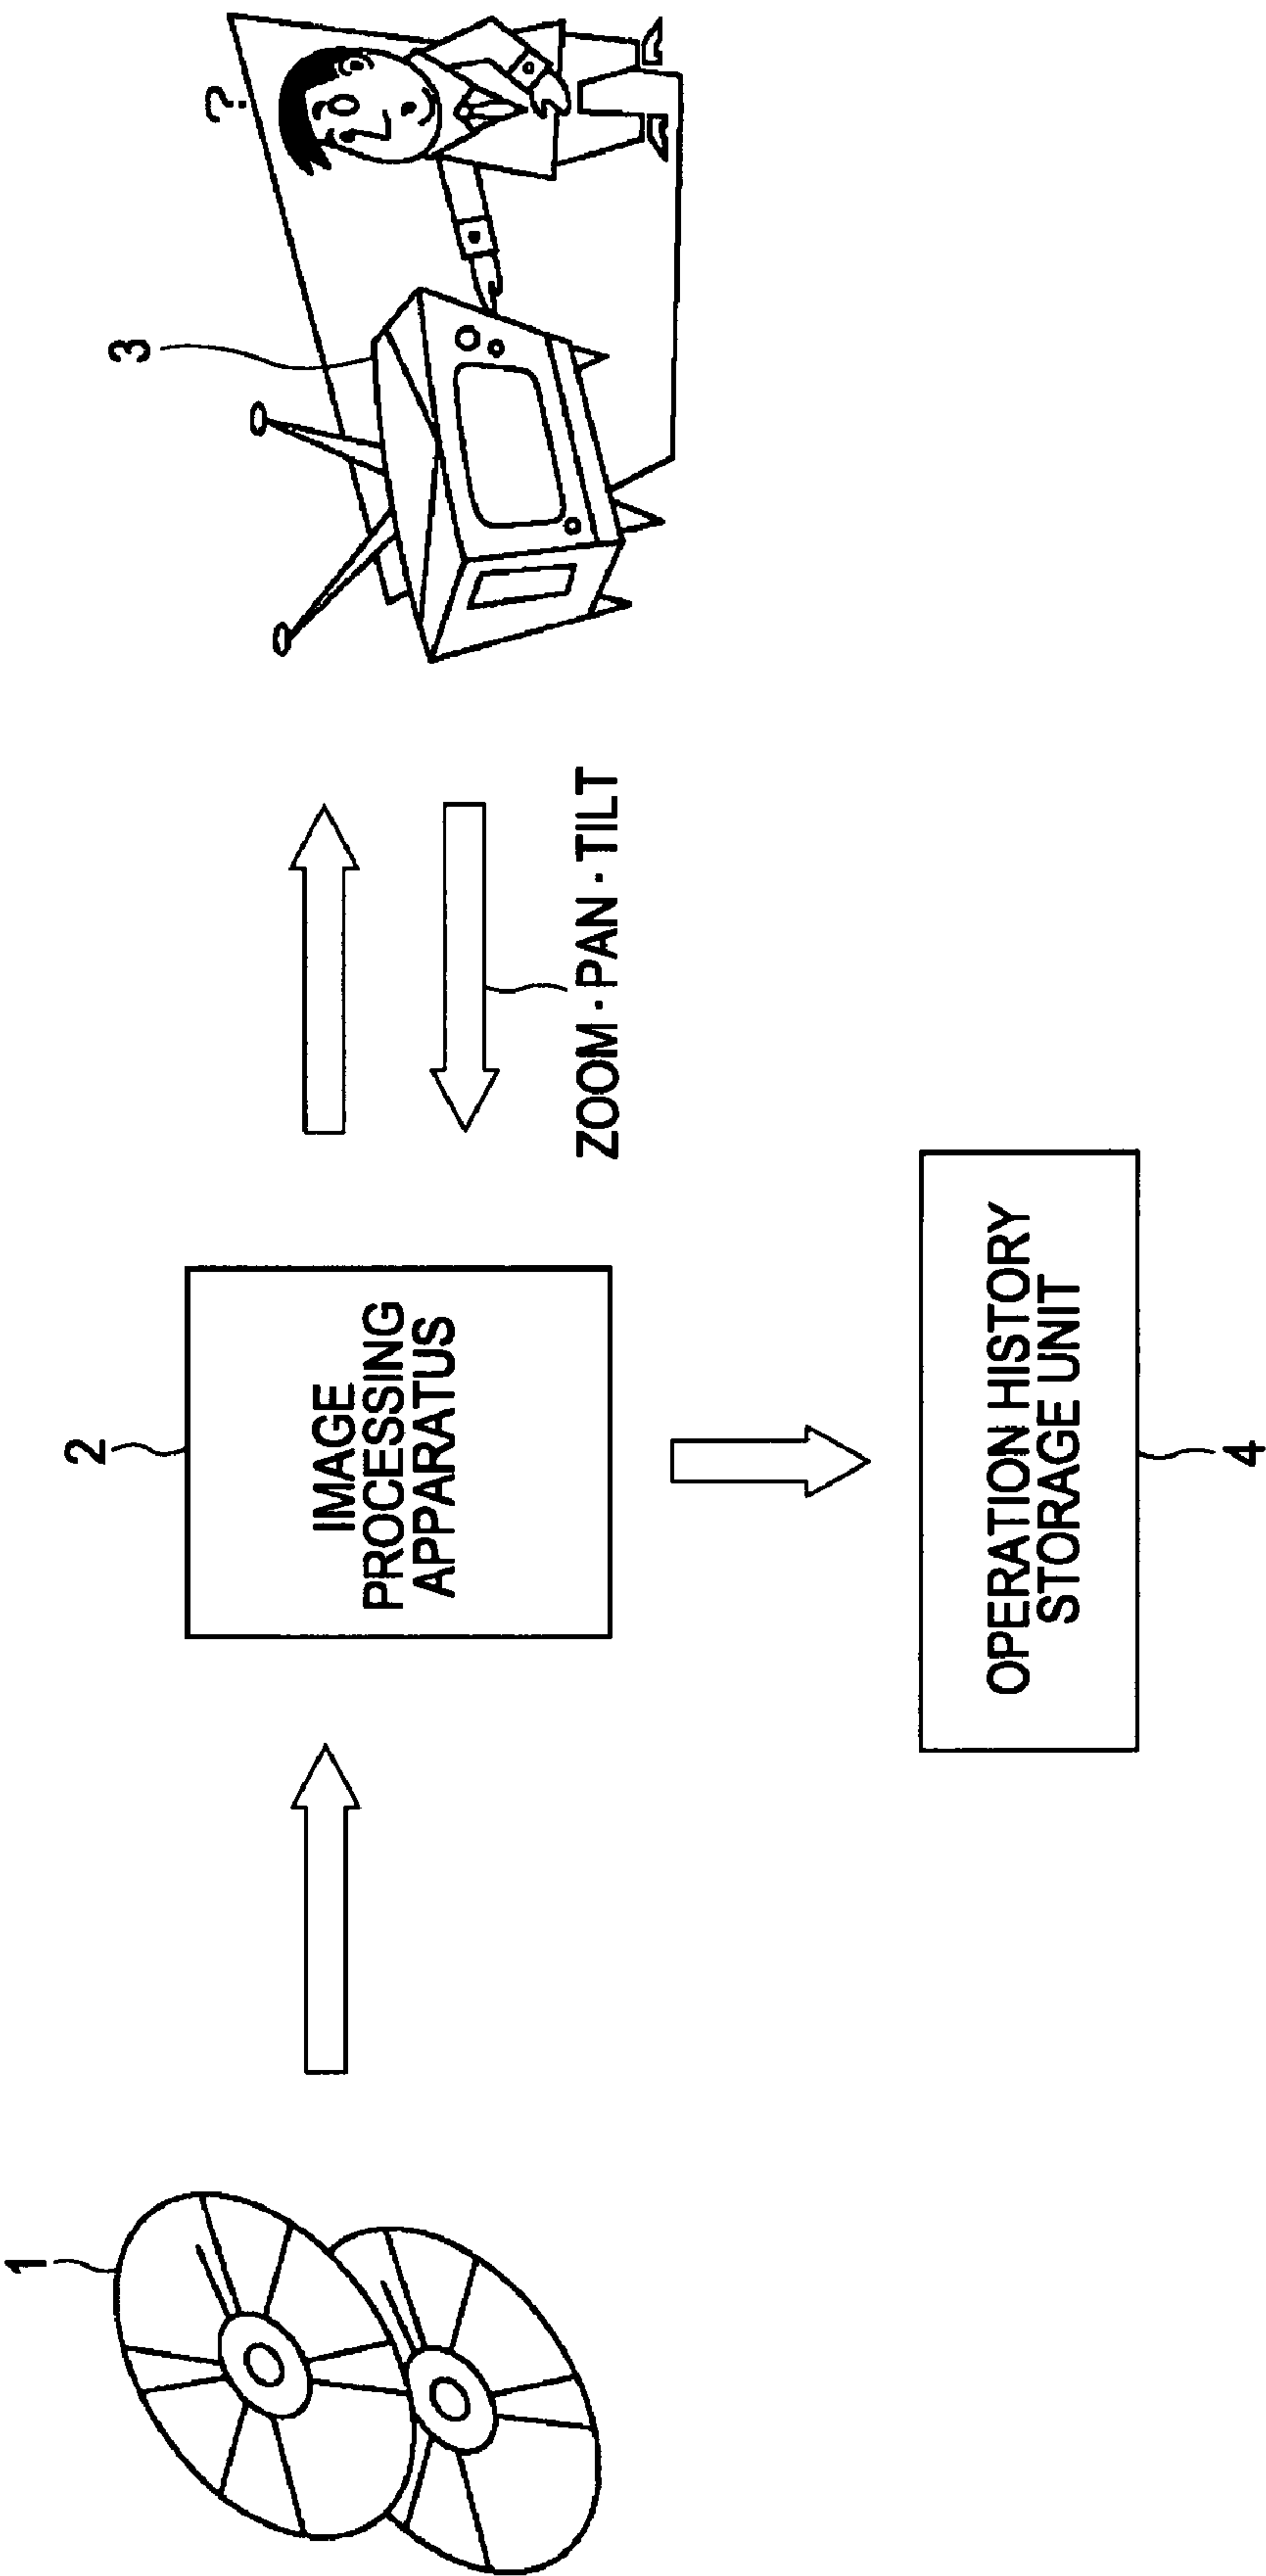 1
2
IMAGE
PROCESSING
APPARATUS
3
?
ZOOM · PAN · TILT
OPERATION HISTORY
STORAGE UNIT
4